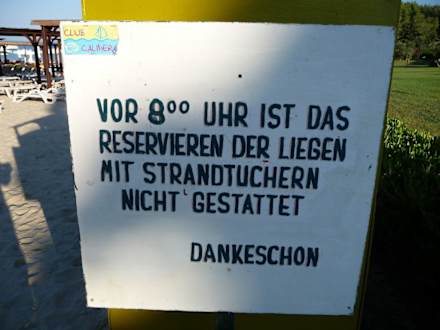 CLUB
CALIMERA
VOR 8⁰⁰ UHR IST DAS
RESERVIEREN DER LIEGEN
MIT STRANDTUCHERN
NICHT GESTATTET
DANKESCHON